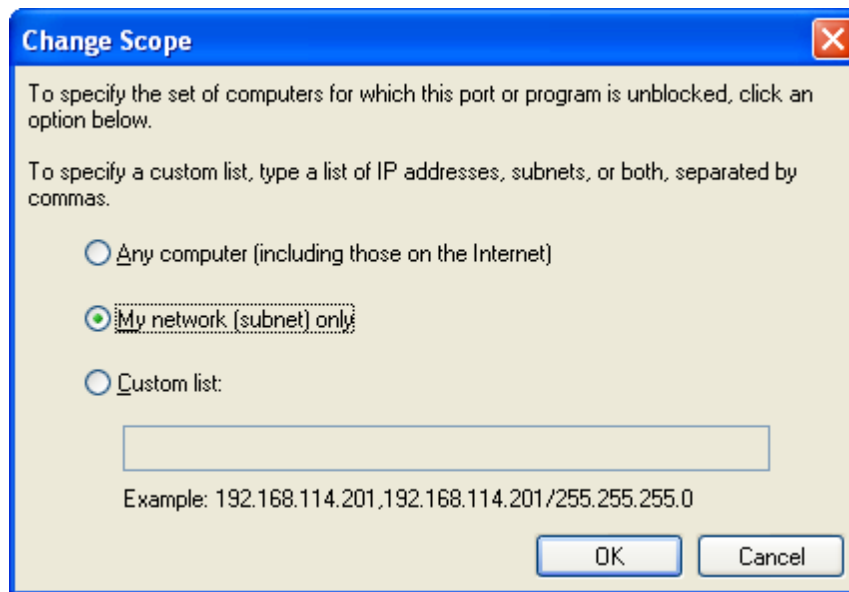 Change Scope
To specify the set of computers for which this port or program is unblocked, click an
option below.
To specify a custom list, type a list of IP addresses, subnets, or both, separated by
commas.
Any computer (including those on the Internet)
My network (subnet) only
Custom list:
Example: 192.168.114.201,192.168.114.201/255.255.255.0
OK
Cancel